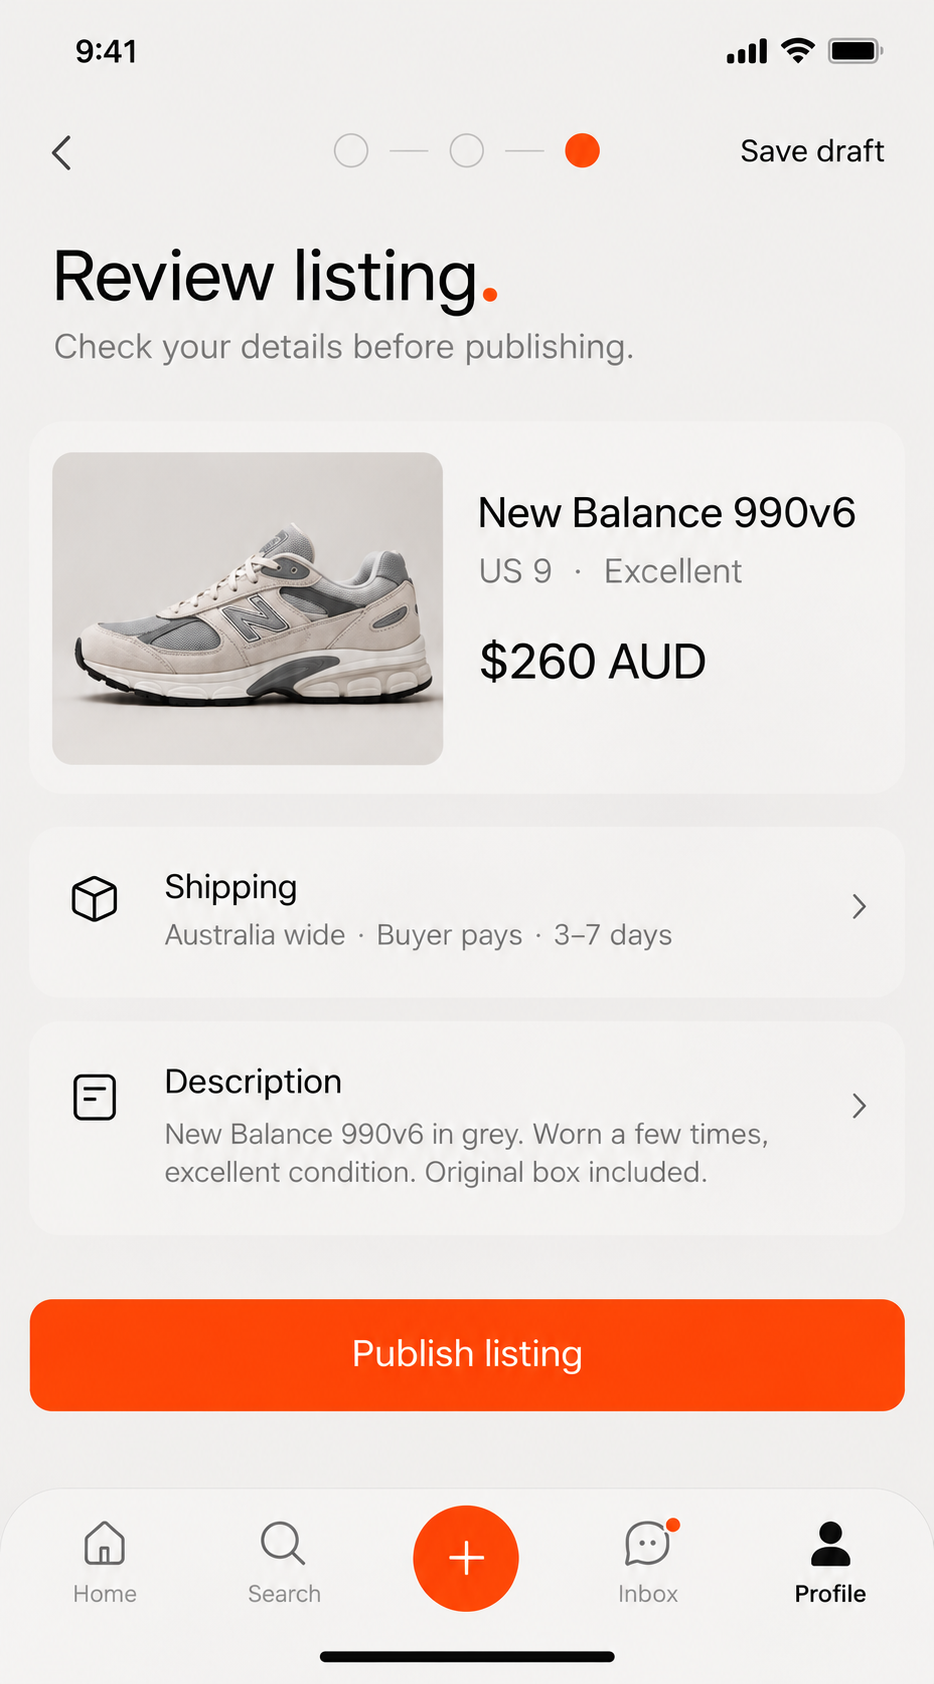 9:41
Save draft
Review listing.
Check your details before publishing.
N
New Balance 990v6
US 9 · Excellent
$260 AUD
Shipping
Australia wide · Buyer pays · 3–7 days
Description
New Balance 990v6 in grey. Worn a few times,
excellent condition. Original box included.
Publish listing
Home
Search
Inbox
Profile